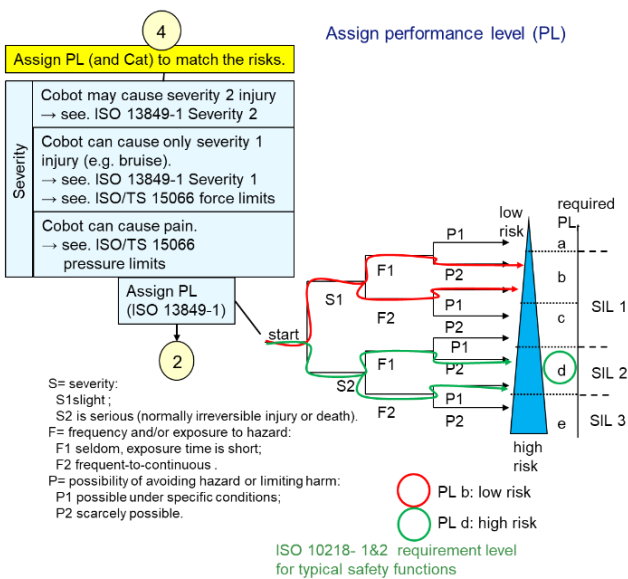 4
Assign performance level (PL)
Assign PL (and Cat) to match the risks.
Severity
Cobot may cause severity 2 injury
→ see. ISO 13849-1 Severity 2
Cobot can cause only severity 1
injury (e.g. bruise).
→ see. ISO 13849-1 Severity 1
→ see. ISO/TS 15066 force limits
Cobot can cause pain.
→ see. ISO/TS 15066
pressure limits
Assign PL
(ISO 13849-1)
2
start
S1
S2
F1
F2
F1
F2
P1
P2
P1
P2
P1
P2
P1
P2
low
risk
high
risk
required
PL
a
b
c
d
e
SIL 1
SIL 2
SIL 3
S= severity:
S1slight ;
S2 is serious (normally irreversible injury or death).
F= frequency and/or exposure to hazard:
F1 seldom, exposure time is short;
F2 frequent-to-continuous .
P= possibility of avoiding hazard or limiting harm:
P1 possible under specific conditions;
P2 scarcely possible.
PL b: low risk
PL d: high risk
ISO 10218- 1&2 requirement level
for typical safety functions